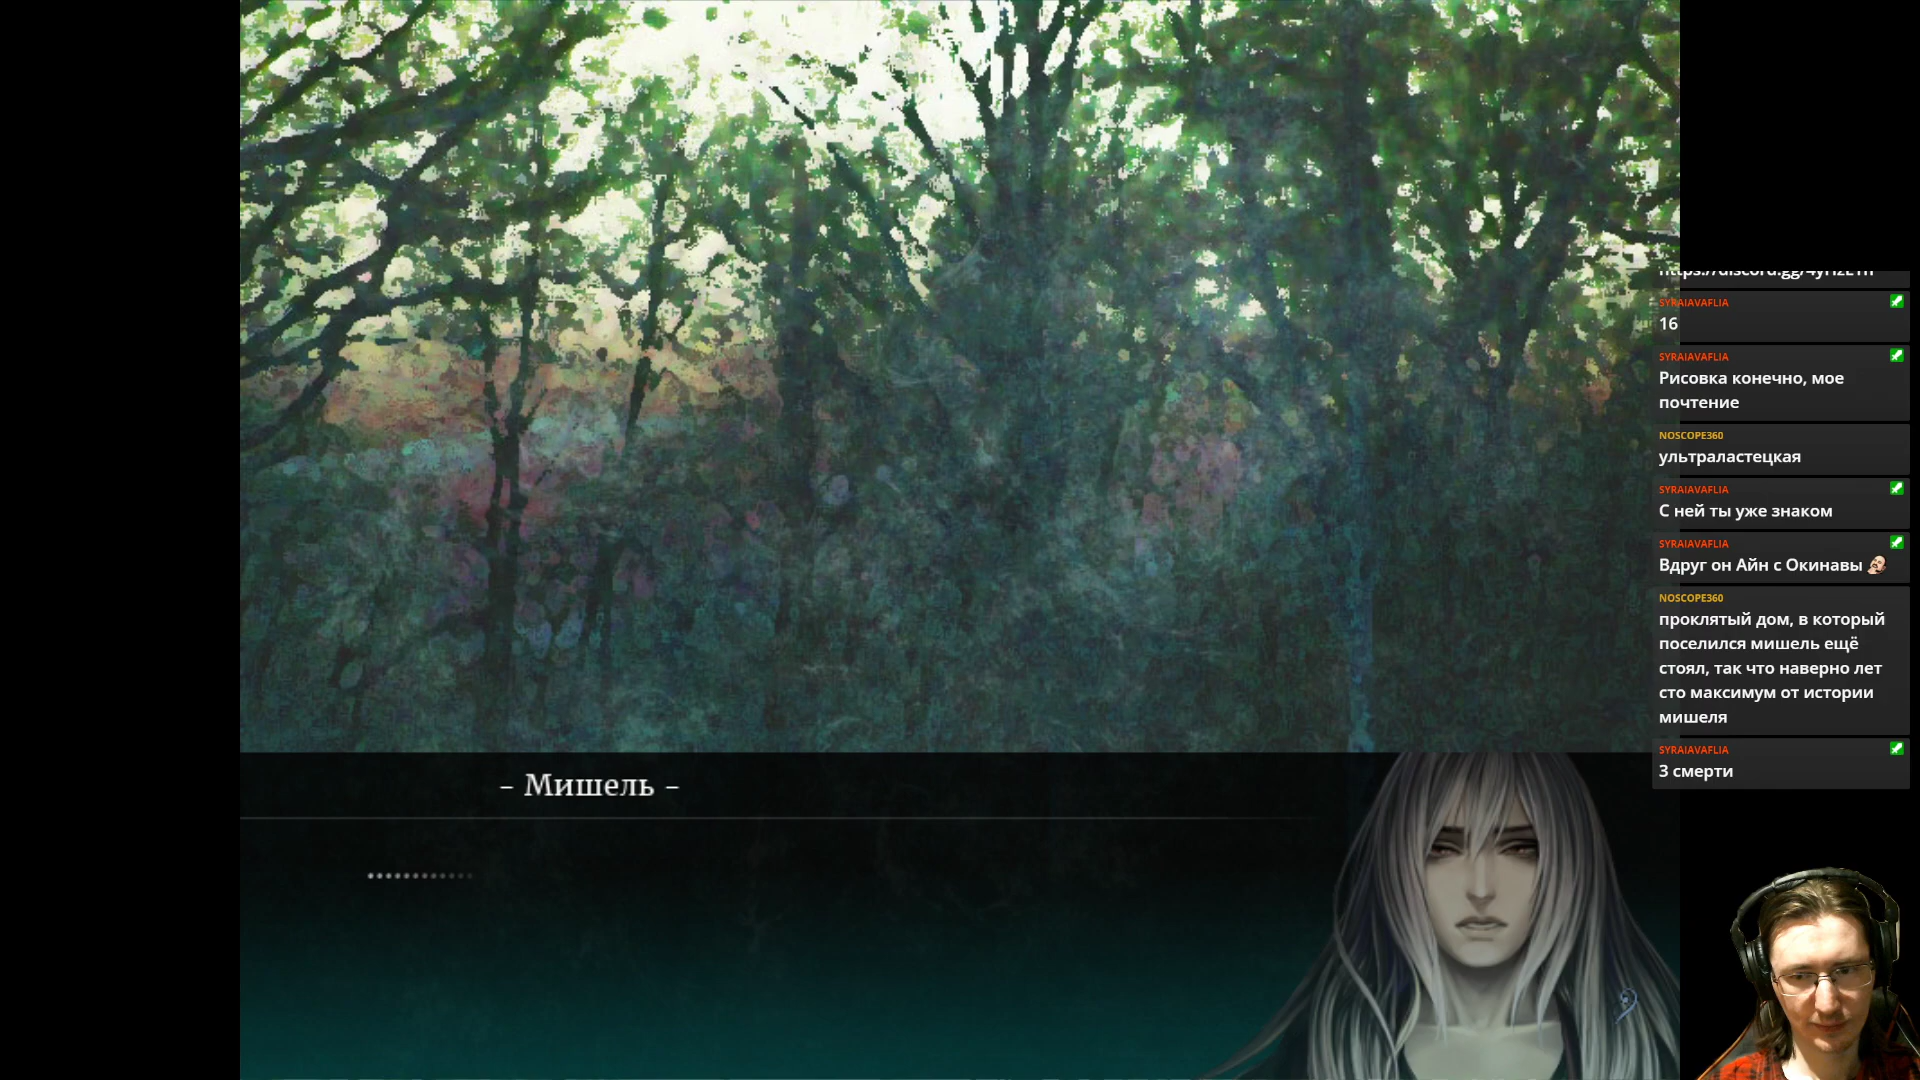 SYRAIAVAFLIA
16
SYRAIAVAFLIA
Рисовка конечно, мое
почтение
NOSCOPE360
ультраластецкая
SYRAIAVAFLIA
С ней ты уже знаком
SYRAIAVAFLIA
Вдруг он Айн с Окинавы
NOSCOPE360
проклятый дом, в который
поселился мишель ещё
стоял, так что наверно лет
сто максимум от истории
мишеля
SYRAIAVAFLIA
3 смерти
– Мишель –
............